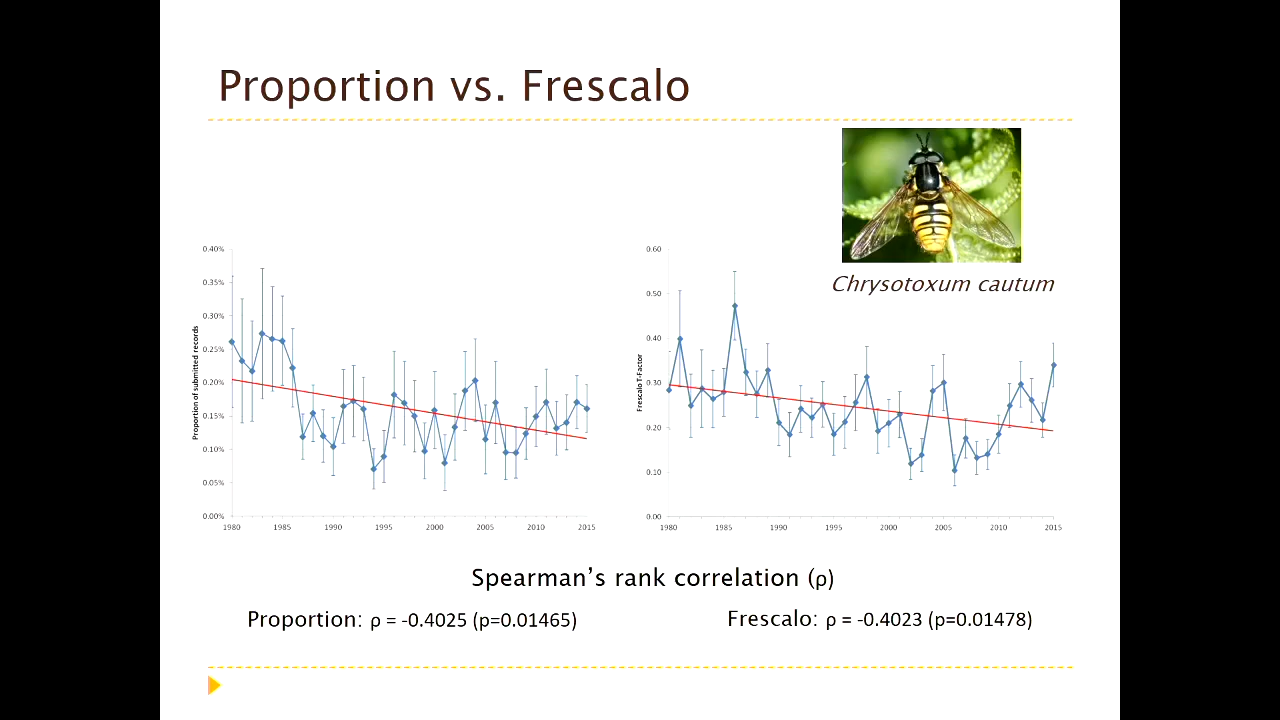 Proportion vs. Frescalo
Chrysotoxum cautum
Proportion of submitted records
0.40%
0.35%
0.30%
0.25%
0.20%
0.15%
0.10%
0.05%
0.00%
1980 1985 1990 1995 2000 2005 2010 2015
Frescalo T-Factor
0.60
0.50
0.40
0.30
0.20
0.10
0.00
1980 1985 1990 1995 2000 2005 2010 2015
Spearman’s rank correlation (ρ)
Proportion: ρ = -0.4025 (p=0.01465)
Frescalo: ρ = -0.4023 (p=0.01478)